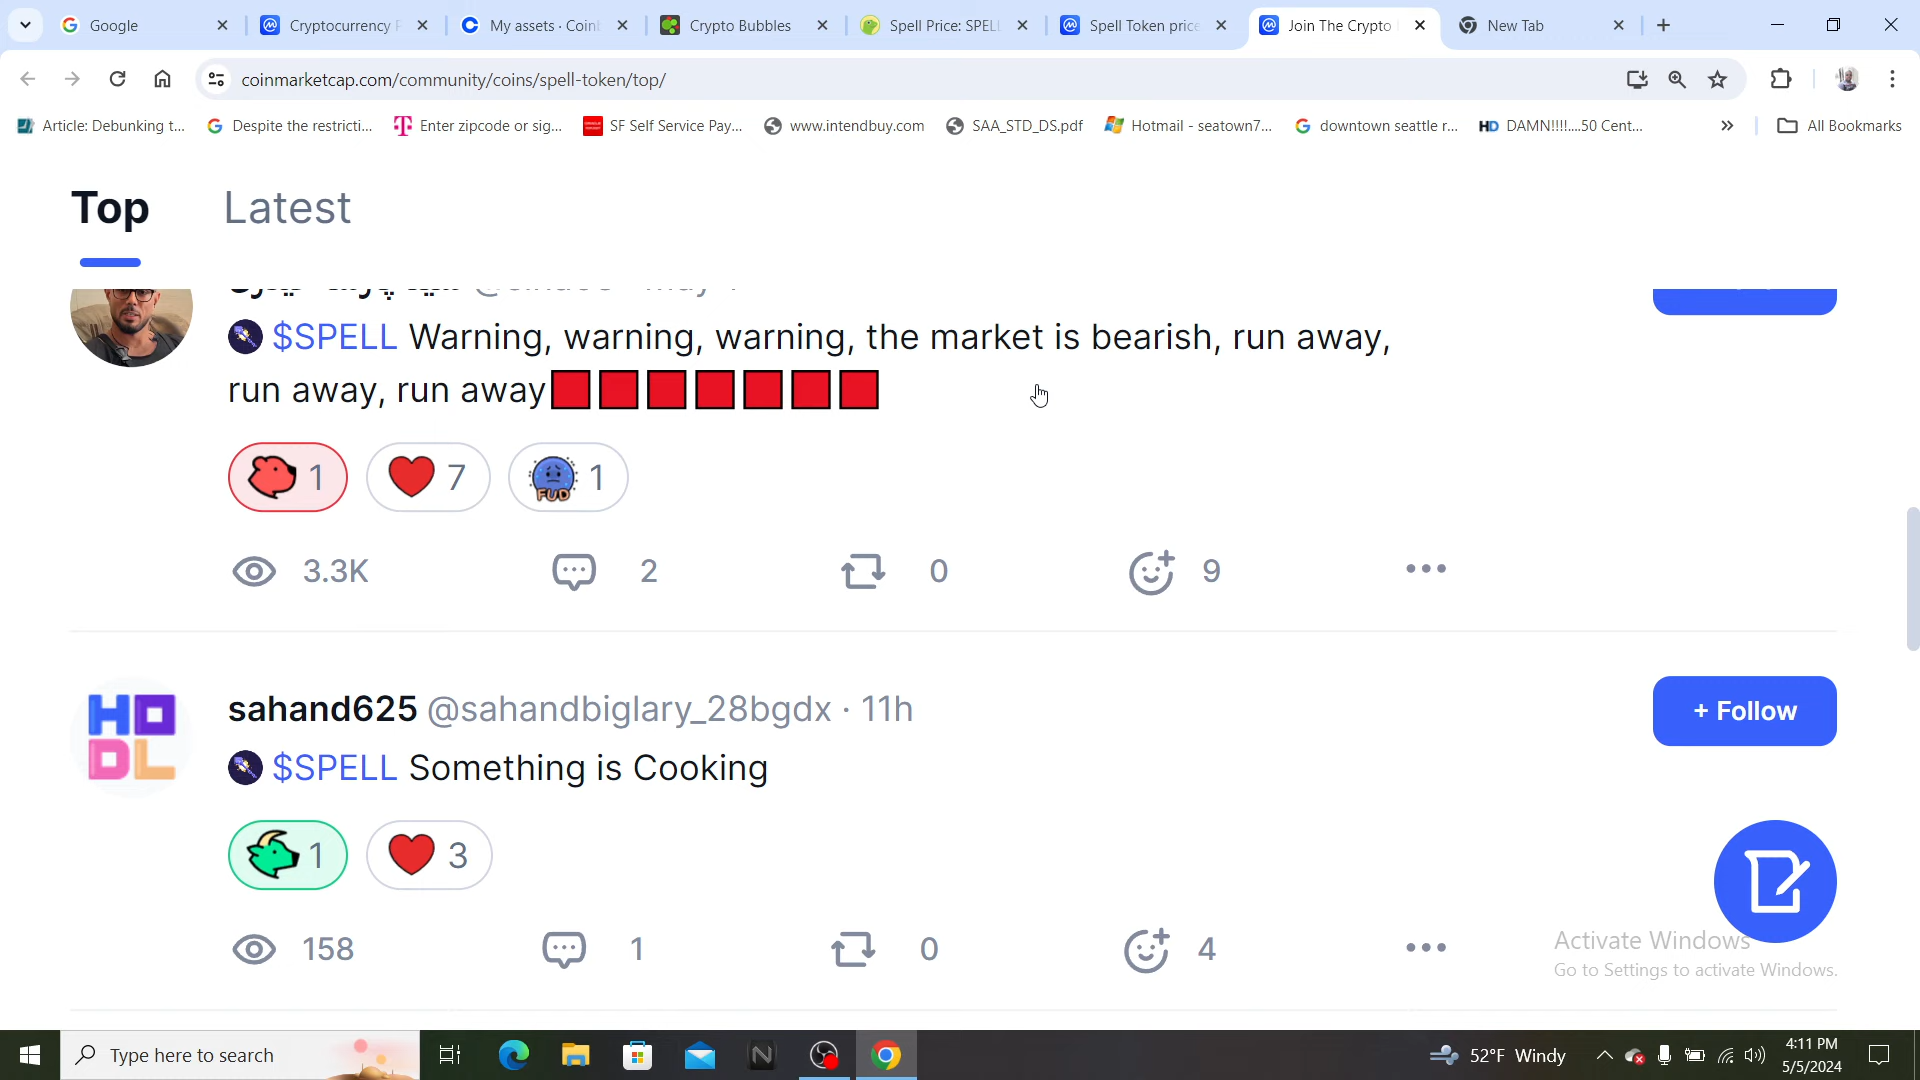 Google
Cryptocurrency P
My assets · Coin
Crypto Bubbles
Spell Price: SPELL
Spell Token price
Join The Crypto
New Tab
coinmarketcap.com/community/coins/spell-token/top/
Article: Debunking t...
Despite the restricti...
Enter zipcode or sig...
SF Self Service Pay...
www.intendbuy.com
SAA_STD_DS.pdf
Hotmail - seatown7...
downtown seattle r...
HD DAMN!!!!....50 Cent...
All Bookmarks
Top Latest
$SPELL Warning, warning, warning, the market is bearish, run away,
run away, run away
1 7 FUD 1
3.3K 2 0 9
HODL
sahand625 @sahandbiglary_28bgdx · 11h
+ Follow
$SPELL Something is Cooking
1 3
158 1 0 4
Activate Windows
Go to Settings to activate Windows.
Type here to search
52°F Windy
4:11 PM
5/5/2024